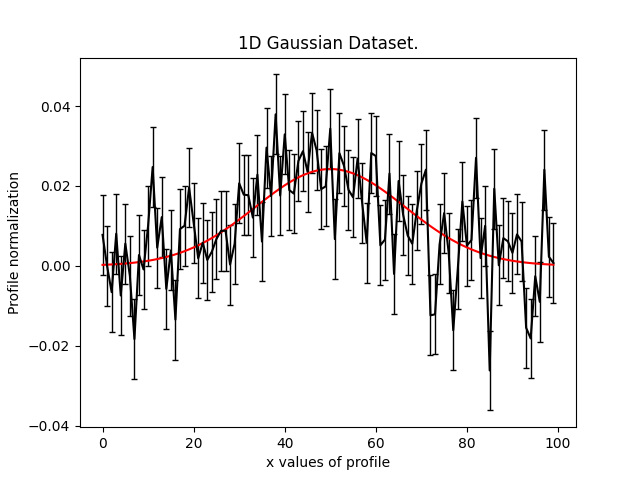 1D Gaussian Dataset.
Profile normalization
0.04
0.02
0.00
−0.02
−0.04
0 20 40 60 80 100
x values of profile